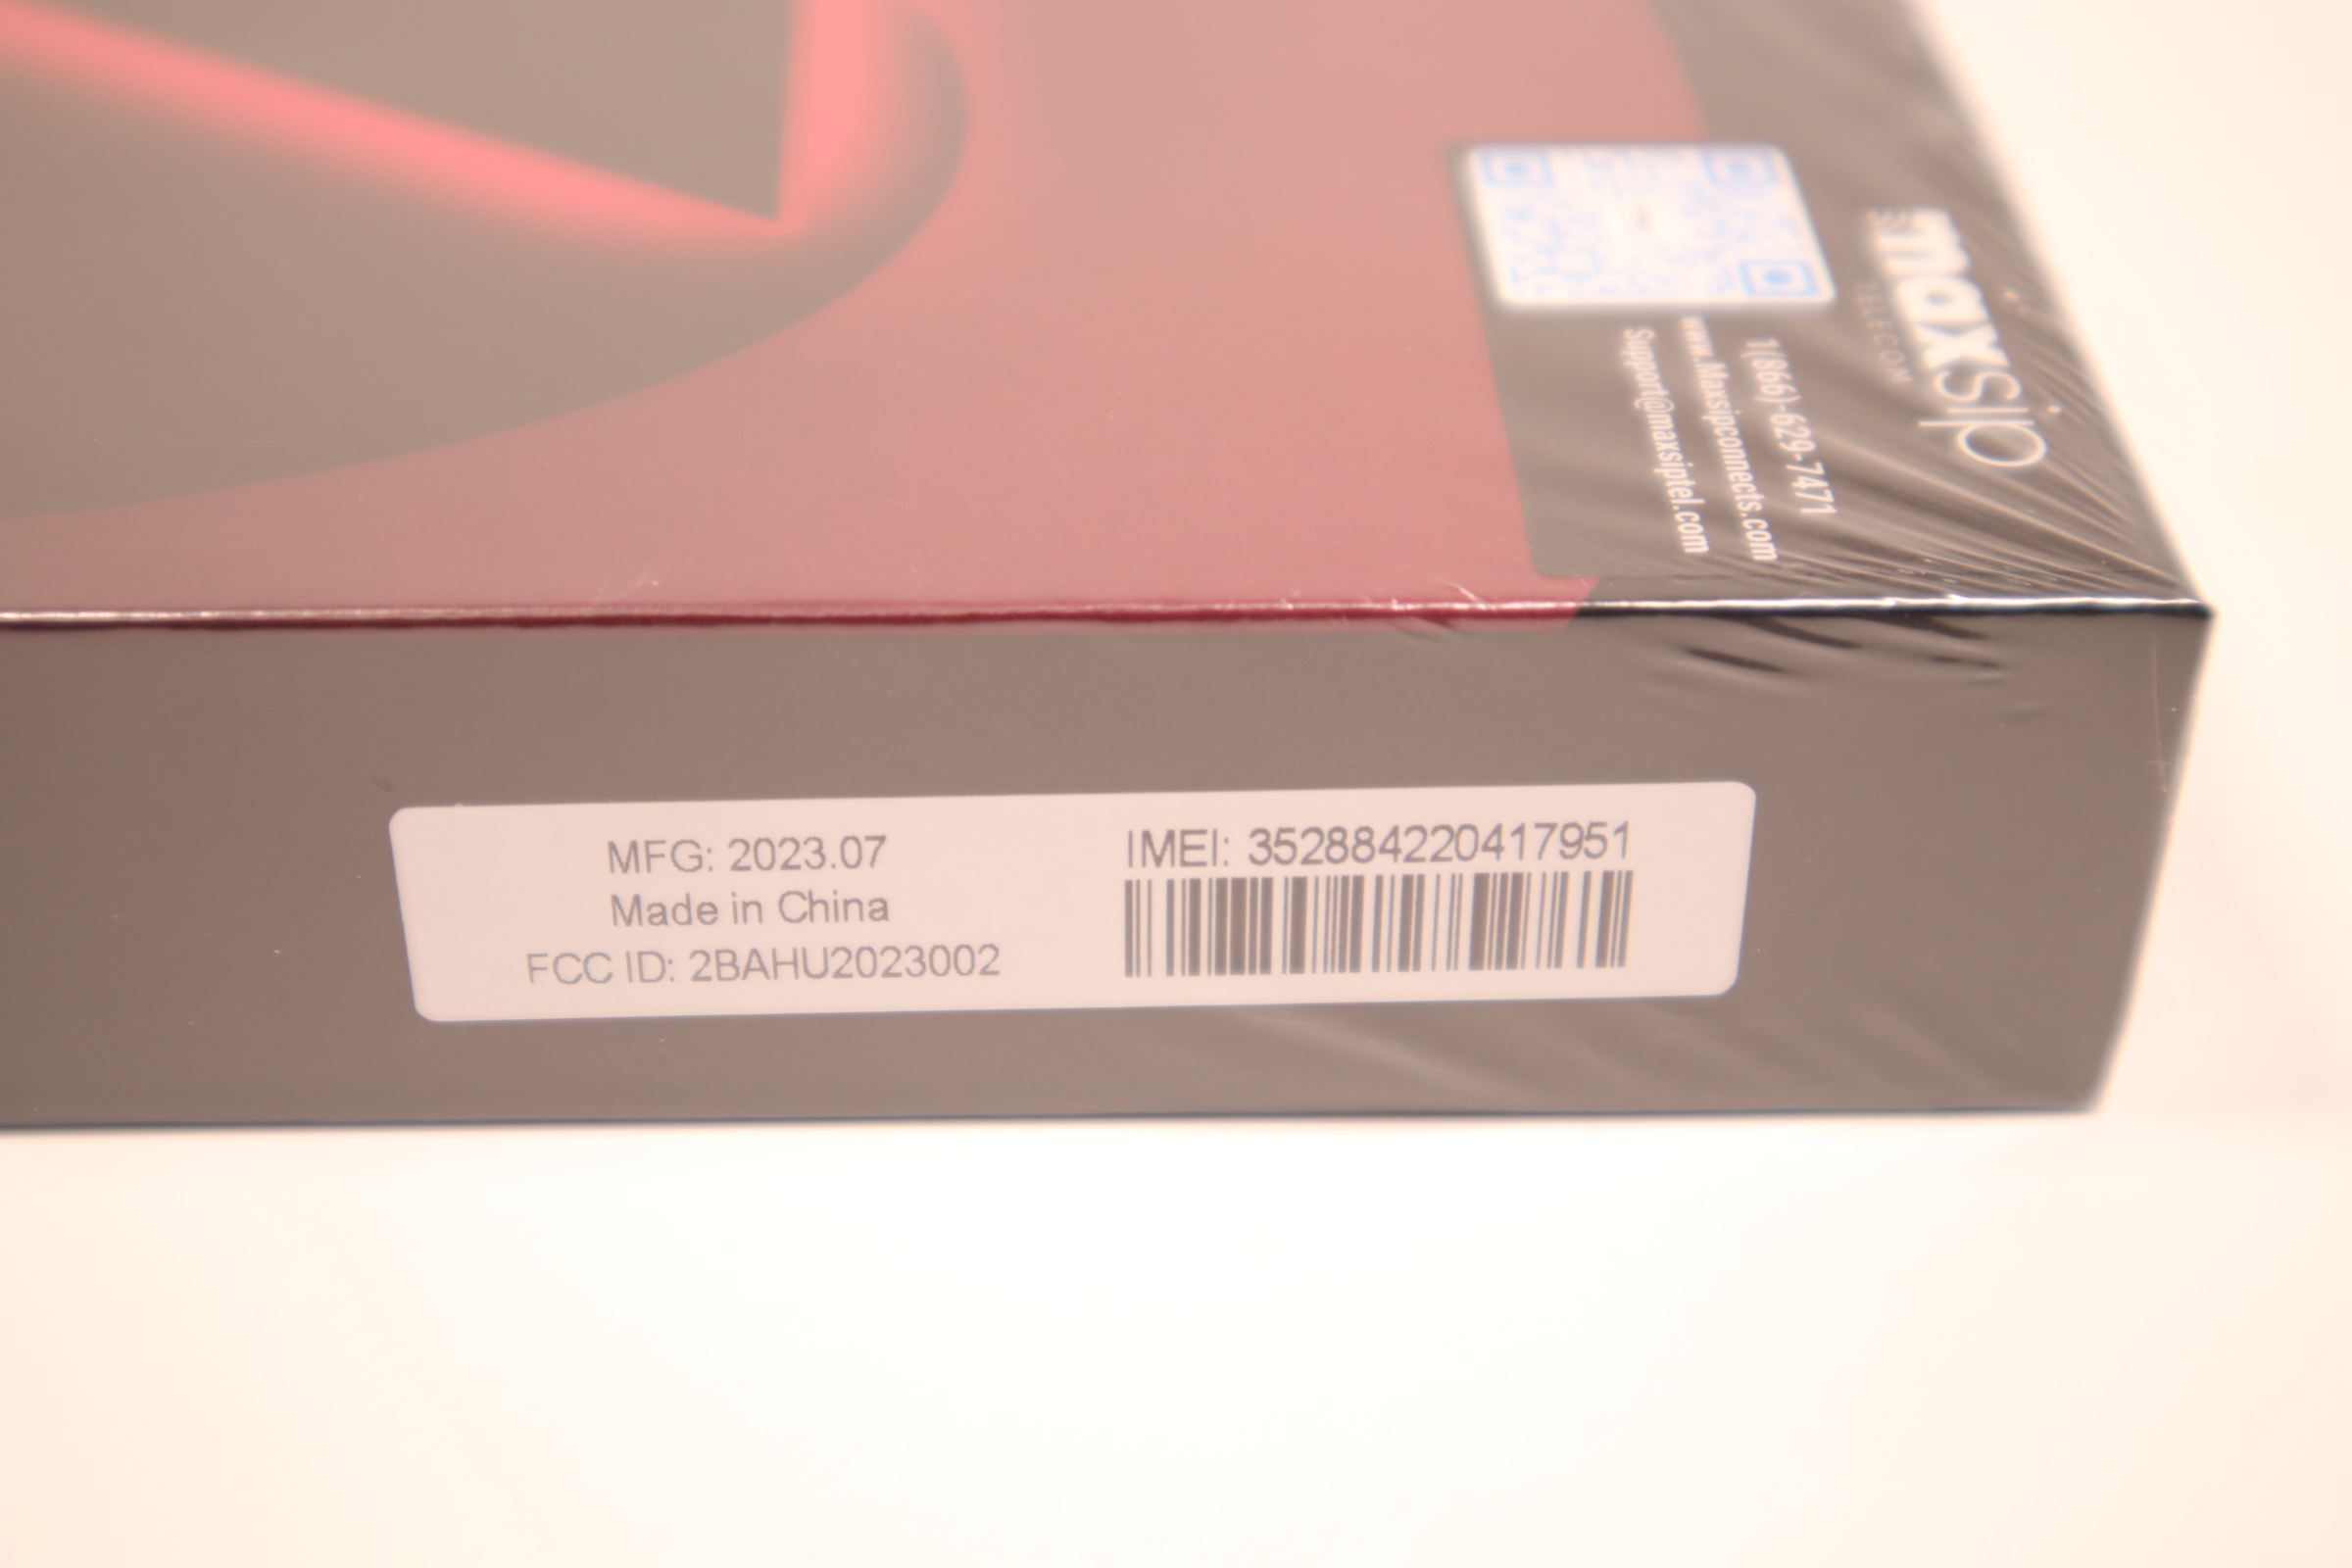 maxsip
TELECOM
1(866)-629-7471
www.Maxsipconnects.com
Support@maxsiptel.com
MFG: 2023.07
Made in China
FCC ID: 2BAHU2023002
IMEI: 352884220417951